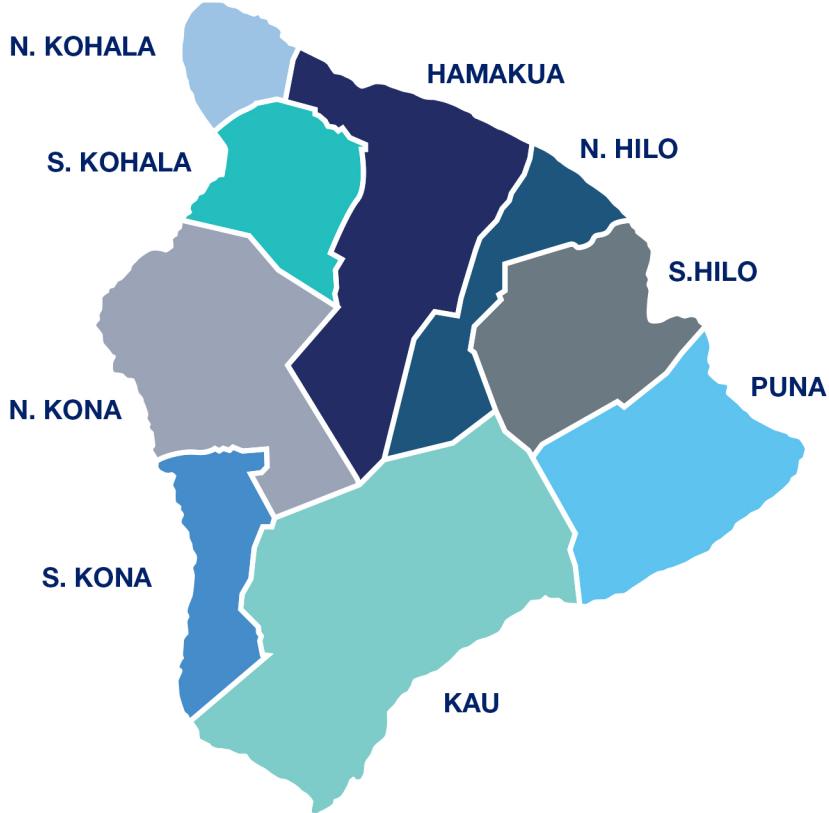 N. KOHALA
HAMAKUA
N. HILO
S. KOHALA
S.HILO
PUNA
N. KONA
S. KONA
KAU